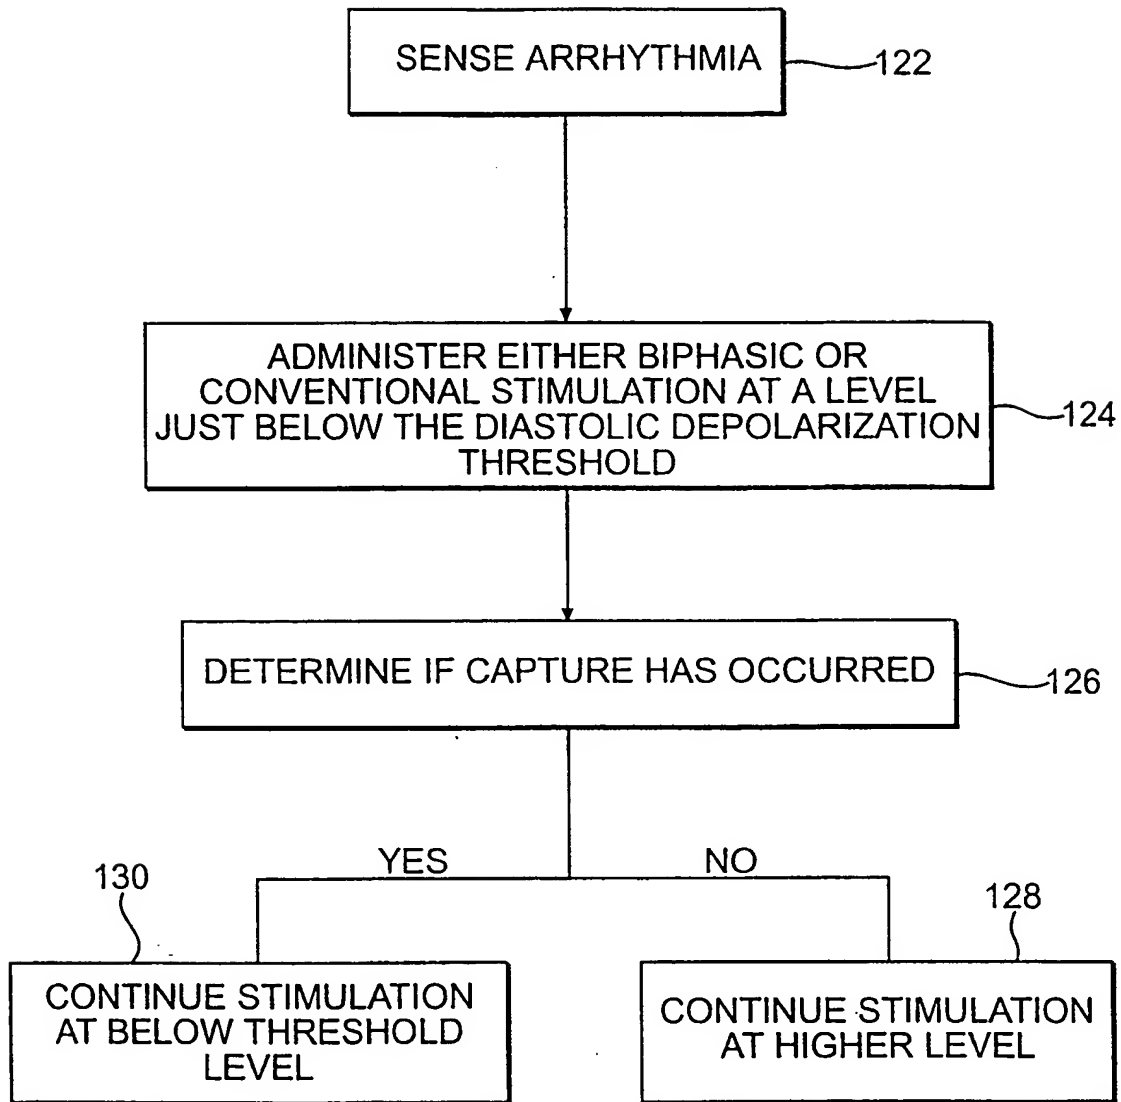 SENSE ARRHYTHMIA
122
ADMINISTER EITHER BIPHASIC OR
CONVENTIONAL STIMULATION AT A LEVEL
JUST BELOW THE DIASTOLIC DEPOLARIZATION
THRESHOLD
124
DETERMINE IF CAPTURE HAS OCCURRED
126
YES
NO
130
128
CONTINUE STIMULATION
AT BELOW THRESHOLD
LEVEL
CONTINUE STIMULATION
AT HIGHER LEVEL